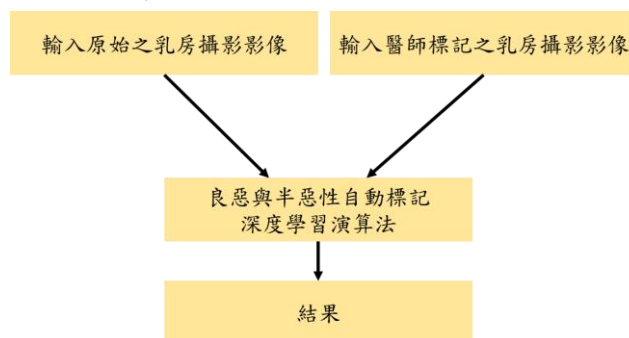 輸入原始之乳房攝影影像
輸入醫師標記之乳房攝影影像
良惡與半惡性自動標記
深度學習演算法
結果